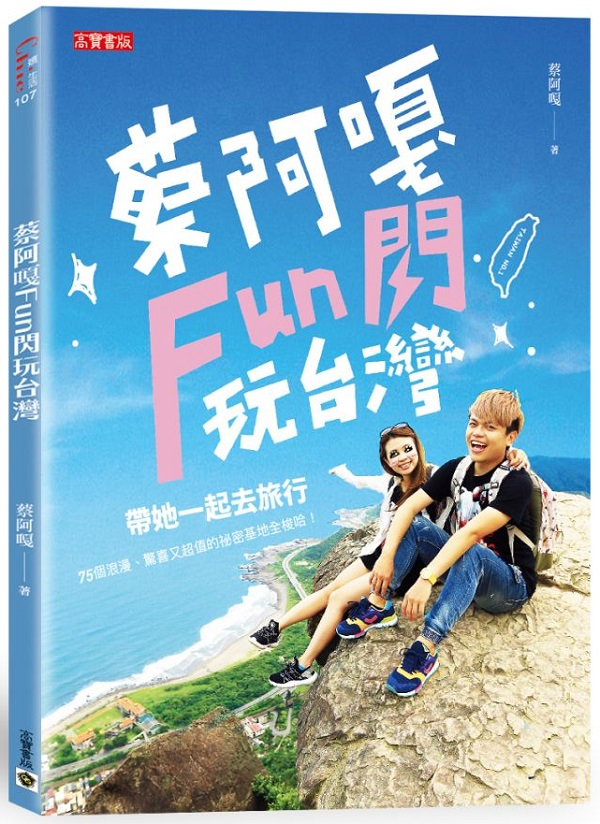 高寶書版
蔡阿嘎 著
蔡阿嘎
Fun閃
玩台灣
TAIWAN NO.1
帶她一起去旅行
75個浪漫、驚喜又超值的祕密基地全梭哈！
107
蔡阿嘎Fun閃玩台灣
蔡阿嘎 著
高寶書版